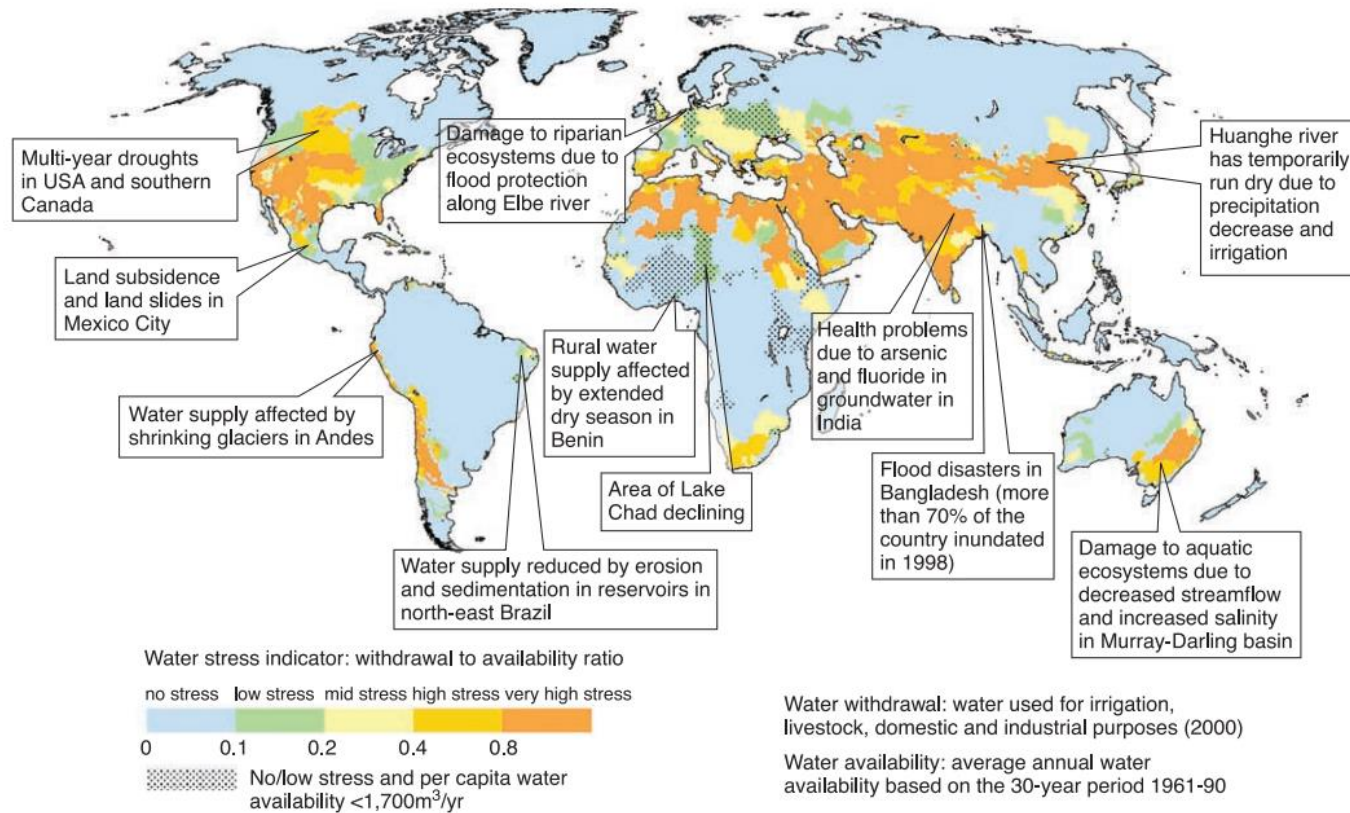 Multi-year droughts
in USA and southern
Canada
Damage to riparian
ecosystems due to
flood protection
along Elbe river
Huanghe river
has temporarily
run dry due to
precipitation
decrease and
irrigation
Land subsidence
and land slides in
Mexico City
Rural water
supply affected
by extended
dry season in
Benin
Health problems
due to arsenic
and fluoride in
groundwater in
India
Water supply affected by
shrinking glaciers in Andes
Area of Lake
Chad declining
Flood disasters in
Bangladesh (more
than 70% of the
country inundated
in 1998)
Water supply reduced by erosion
and sedimentation in reservoirs in
north-east Brazil
Damage to aquatic
ecosystems due to
decreased streamflow
and increased salinity
in Murray-Darling basin
Water stress indicator: withdrawal to availability ratio
no stress low stress mid stress high stress very high stress
0 0.1 0.2 0.4 0.8
No/low stress and per capita water
availability <1,700m³/yr
Water withdrawal: water used for irrigation,
livestock, domestic and industrial purposes (2000)
Water availability: average annual water
availability based on the 30-year period 1961-90